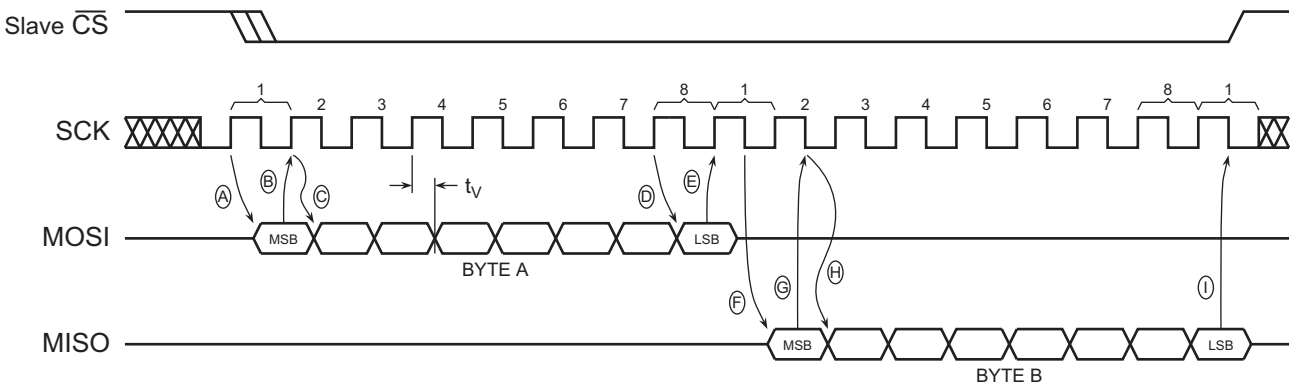 Slave CS
1 2 3 4 5 6 7 8 1 2 3 4 5 6 7 8 1
SCK
A B C tV D E
MOSI MSB LSB
BYTE A
F G H I
MISO MSB LSB
BYTE B